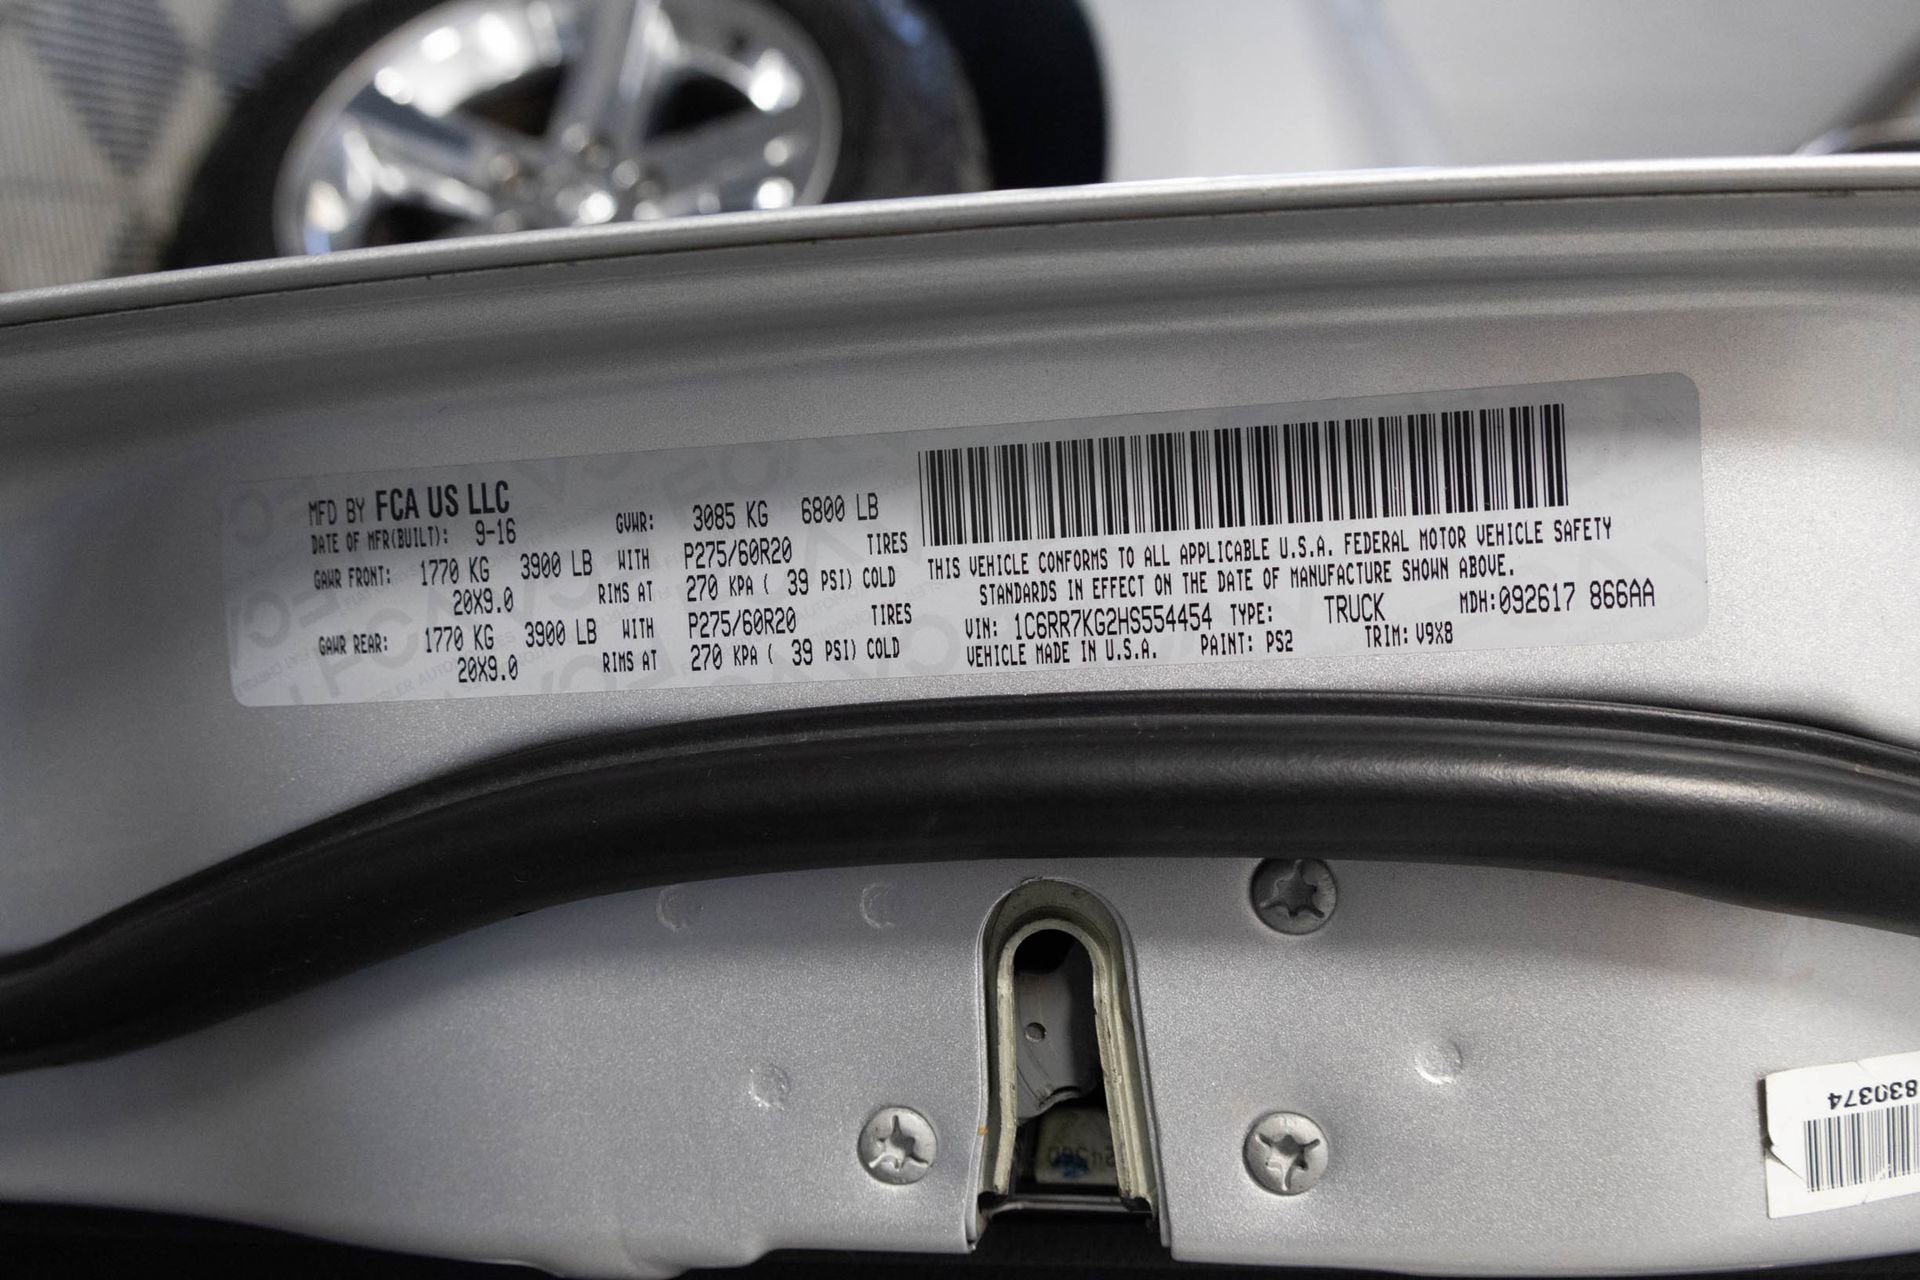 MFD BY FCA US LLC
DATE OF MFR(BUILT): 9-16 GVWR: 3085 KG 6800 LB
GAWR FRONT: 1770 KG 3900 LB WITH P275/60R20 TIRES
20X9.0 RIMS AT 270 KPA ( 39 PSI) COLD
GAWR REAR: 1770 KG 3900 LB WITH P275/60R20 TIRES
20X9.0 RIMS AT 270 KPA ( 39 PSI) COLD
THIS VEHICLE CONFORMS TO ALL APPLICABLE U.S.A. FEDERAL MOTOR VEHICLE SAFETY
STANDARDS IN EFFECT ON THE DATE OF MANUFACTURE SHOWN ABOVE.
VIN: 1C6RR7KG2HS554454 TYPE: TRUCK MDH:092617 866AA
VEHICLE MADE IN U.S.A. PAINT: PS2 TRIM: V9X8
830374